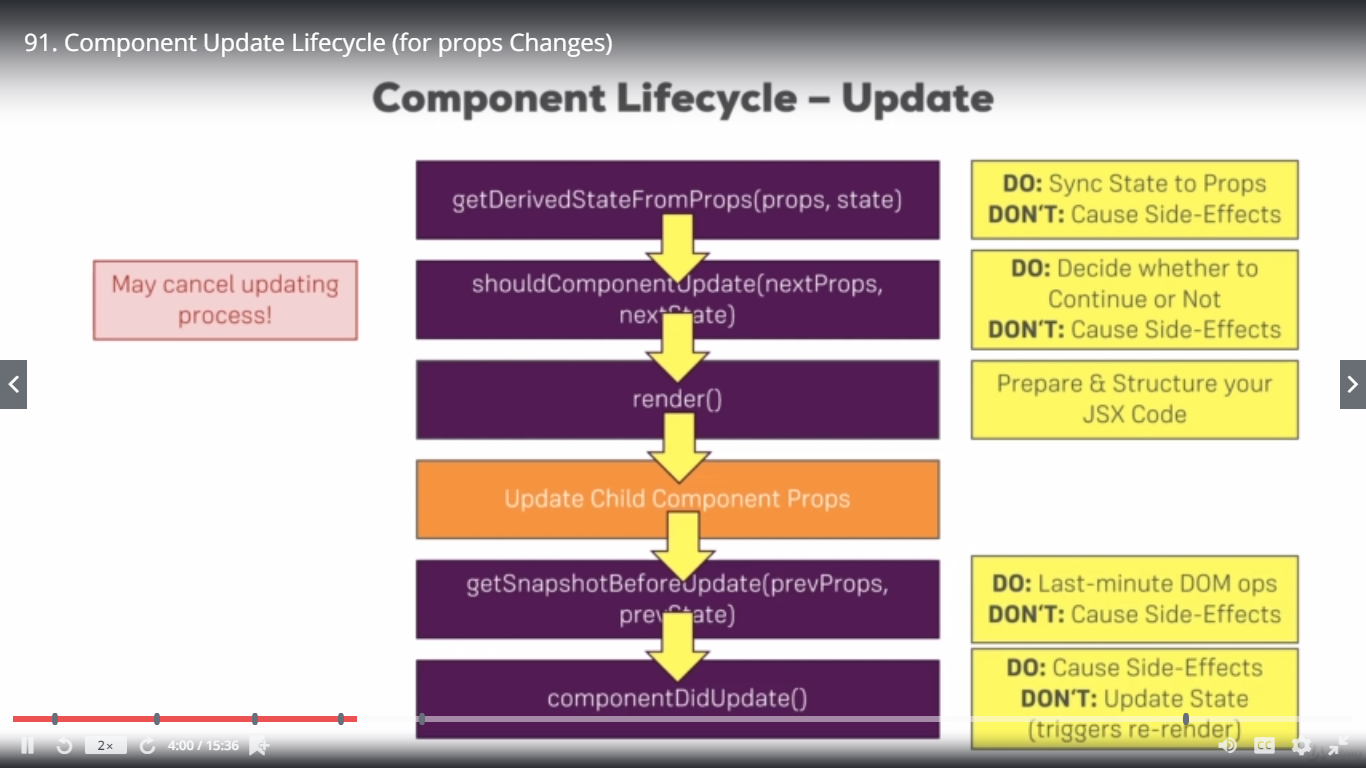 91. Component Update Lifecycle (for props Changes)
Component Lifecycle – Update
getDerivedStateFromProps(props, state)
DO: Sync State to Props
DON'T: Cause Side-Effects
May cancel updating
process!
shouldComponentUpdate(nextProps,
nextState)
DO: Decide whether to
Continue or Not
DON'T: Cause Side-Effects
render()
Prepare & Structure your
JSX Code
Update Child Component Props
getSnapshotBeforeUpdate(prevProps,
prevState)
DO: Last-minute DOM ops
DON'T: Cause Side-Effects
componentDidUpdate()
DO: Cause Side-Effects
DON'T: Update State
(triggers re-render)
2x
4:00 / 15:36
CC